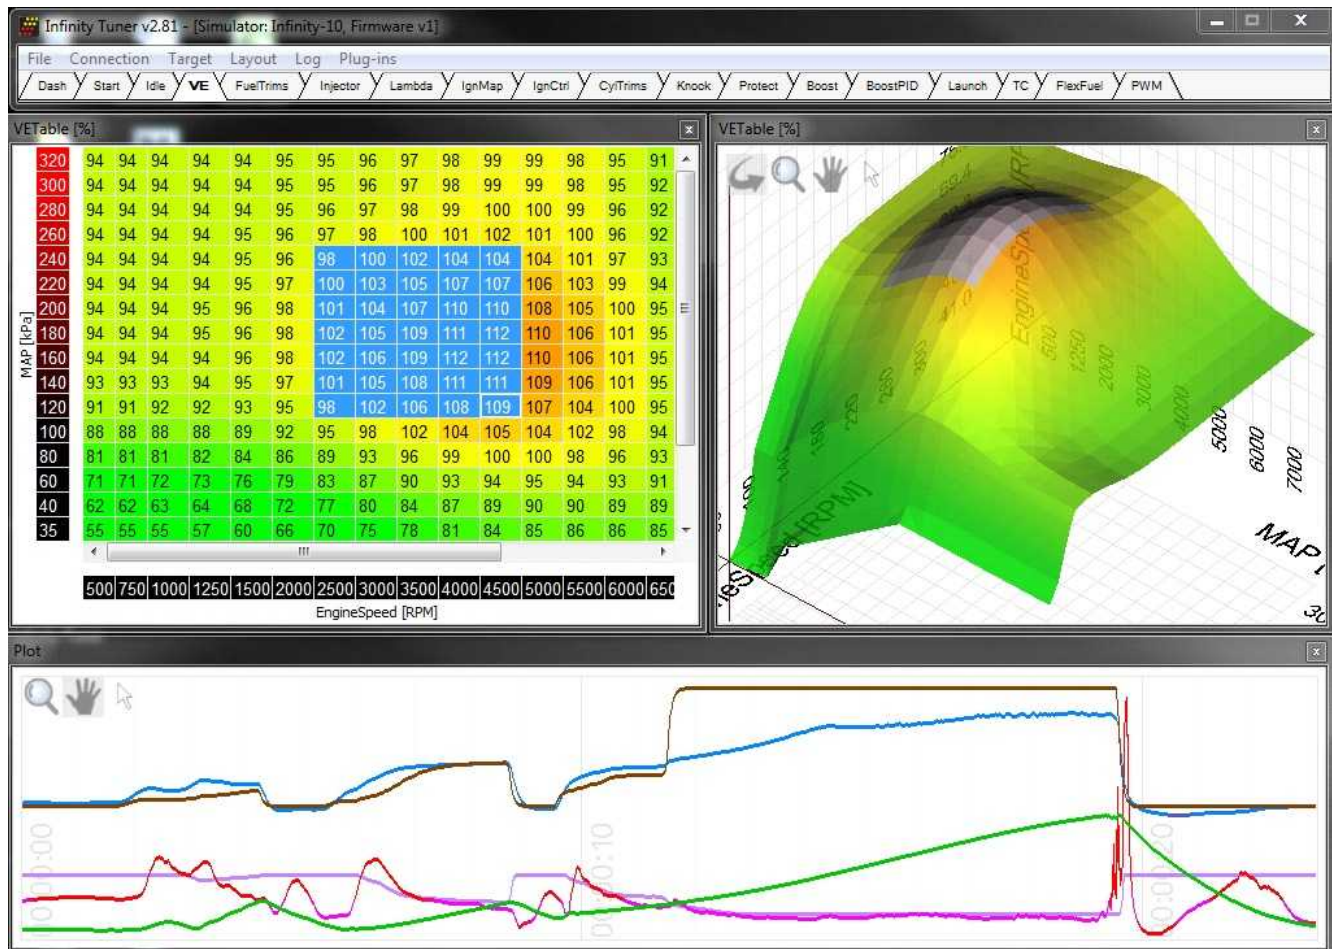 Infinity Tuner v2.81 - [Simulator: Infinity-10, Firmware v1]
File Connection Target Layout Log Plug-ins
Dash Start Idle VE FuelTrims Injector Lambda IgnMap IgnCtrl CylTrims Knock Protect Boost BoostPID Launch TC FlexFuel PWM
VETable [%]
320 94 94 94 94 94 95 95 96 97 98 99 99 98 95 91
300 94 94 94 94 94 95 95 96 97 98 99 99 98 95 92
280 94 94 94 94 94 95 96 97 98 99 100 100 99 96 92
260 94 94 94 94 95 96 97 98 100 101 102 101 100 96 92
240 94 94 94 94 95 96 98 100 102 104 104 104 101 97 93
220 94 94 94 94 95 97 100 103 105 107 107 106 103 99 94
200 94 94 94 95 96 98 101 104 107 110 110 108 105 100 95
180 94 94 94 95 96 98 102 105 109 111 112 110 106 101 95
160 94 94 94 94 96 98 102 106 109 112 112 110 106 101 95
140 93 93 93 94 95 97 101 105 108 111 111 109 106 101 95
120 91 91 92 92 93 95 98 102 106 108 109 107 104 100 95
100 88 88 88 88 89 92 95 98 102 104 105 104 102 98 94
80 81 81 81 82 84 86 89 93 96 99 100 100 98 96 93
60 71 71 72 73 76 79 83 87 90 93 94 95 94 93 91
40 62 62 63 64 68 72 77 80 84 87 89 90 90 89 89
35 55 55 55 57 60 66 70 75 78 81 84 85 86 86 85
MAP [kPa]
500 750 1000 1250 1500 2000 2500 3000 3500 4000 4500 5000 5500 6000 650
EngineSpeed [RPM]
VETable [%]
41.0
500
1250
2000
3000
4000
5000
6000
7000
160
220
280
MAP
Plot
00:00:00
00:00:10
00:00:20